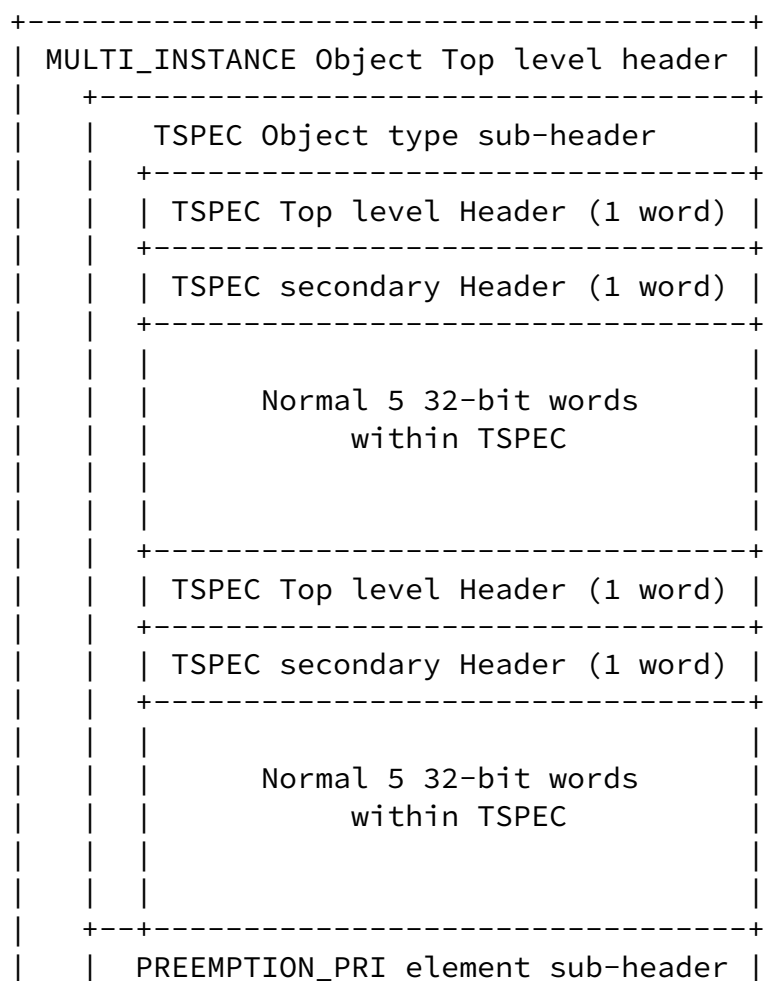 MULTI_INSTANCE Object Top level header
TSPEC Object type sub-header
TSPEC Top level Header (1 word)
TSPEC secondary Header (1 word)
Normal 5 32-bit words
within TSPEC
TSPEC Top level Header (1 word)
TSPEC secondary Header (1 word)
Normal 5 32-bit words
within TSPEC
PREEMPTION_PRI element sub-header